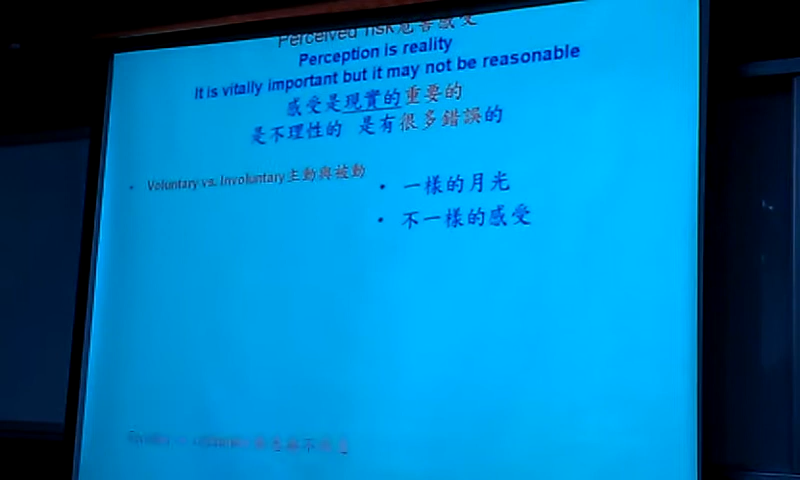 Perceived risk危害感受
Perception is reality
It is vitally important but it may not be reasonable
感受是現實的重要的
是不理性的 是有很多錯誤的
• Voluntary vs. Involuntary主動與被動
• 一樣的月光
• 不一樣的感受